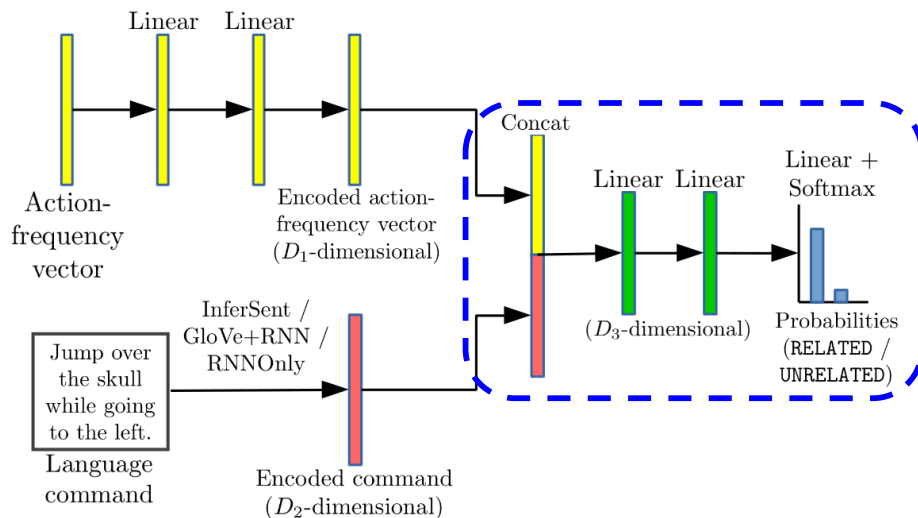 Linear
Linear
Action-
frequency
vector
Encoded action-
frequency vector
(D₁-dimensional)
InferSent /
GloVe+RNN /
RNNOnly
Jump over
the skull
while going
to the left.
Language
command
Encoded command
(D₂-dimensional)
Concat
Linear
Linear
(D₃-dimensional)
Linear +
Softmax
Probabilities
(RELATED /
UNRELATED)